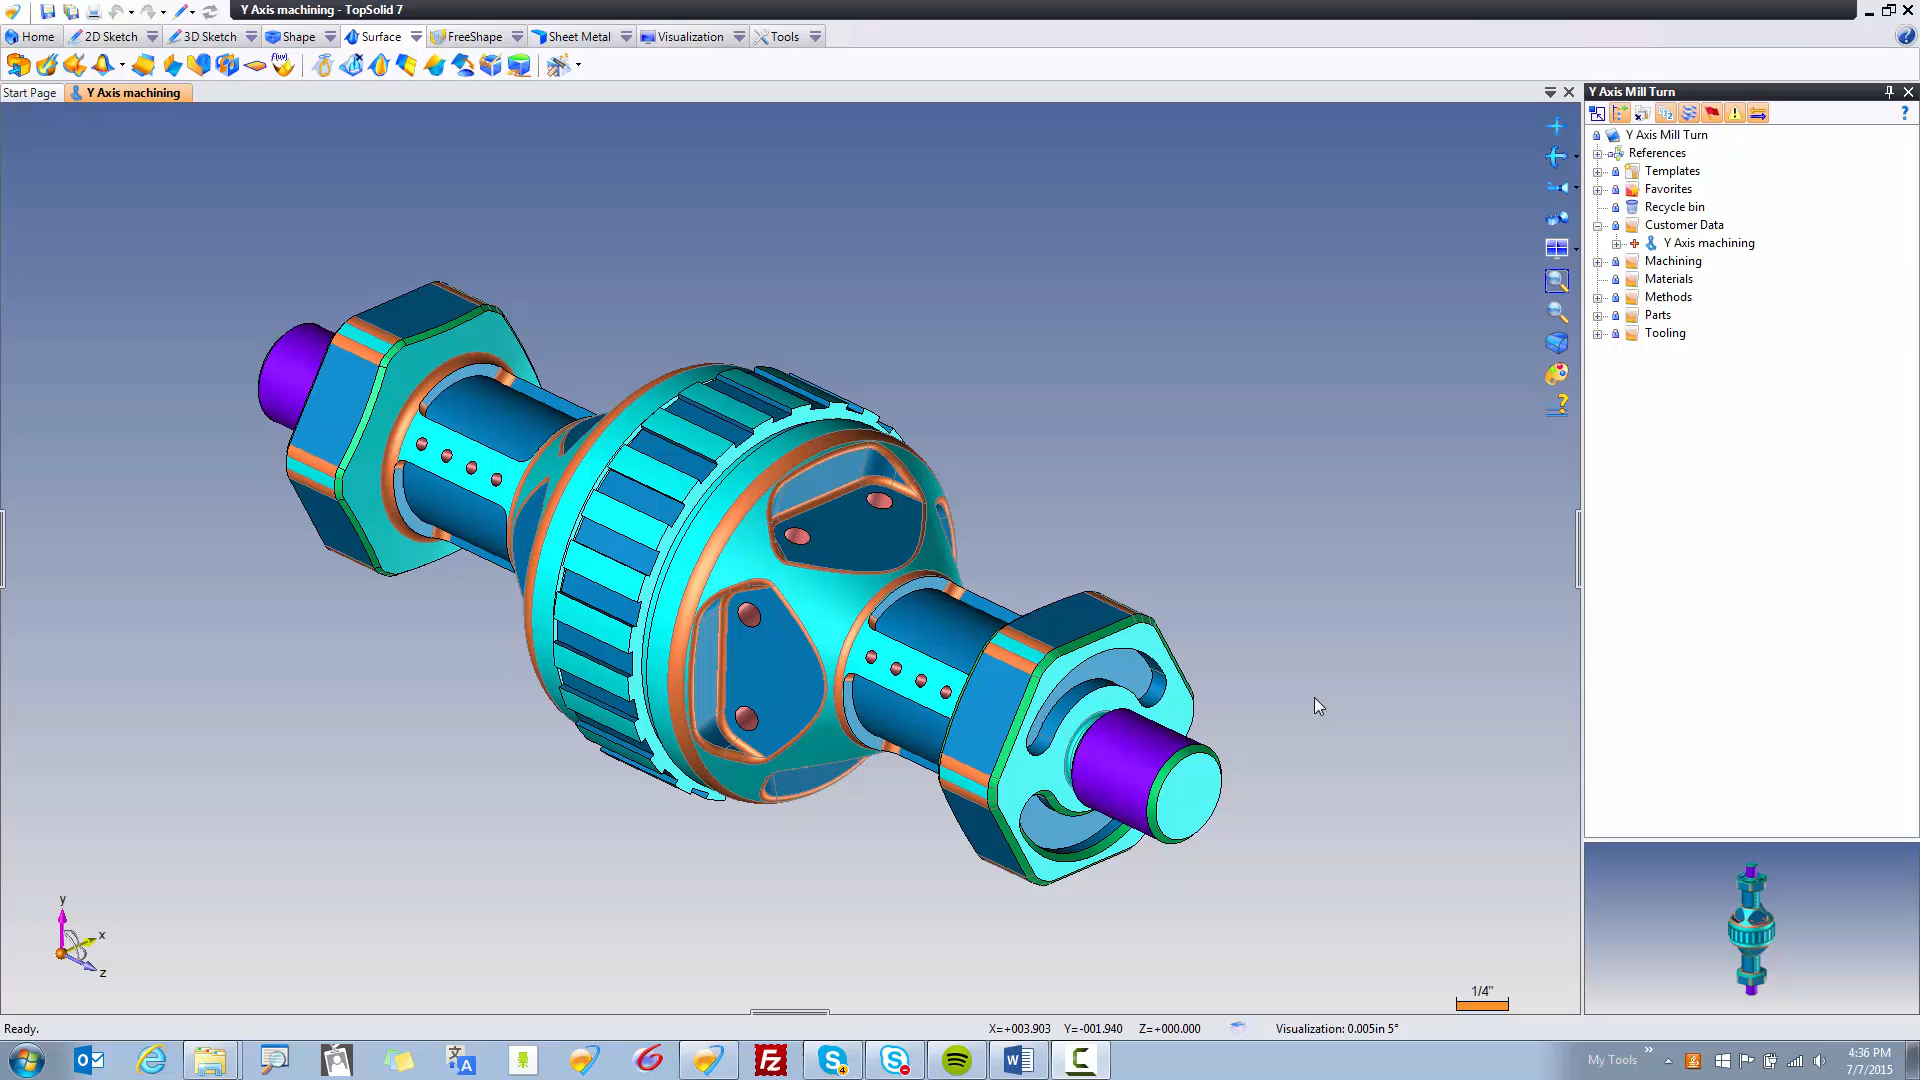 Y Axis machining - TopSolid 7
Home 2D Sketch 3D Sketch Shape Surface FreeShape Sheet Metal Visualization Tools
f(u,v)
Start Page Y Axis machining
Y Axis Mill Turn
Y Axis Mill Turn
References
Templates
Favorites
Recycle bin
Customer Data
Y Axis machining
Machining
Materials
Methods
Parts
Tooling
y
x
z
1/4"
Ready.
X=+003.903 Y=-001.940 Z=+000.000 Visualization: 0.005in 5°
My Tools
4:36 PM
7/7/2015